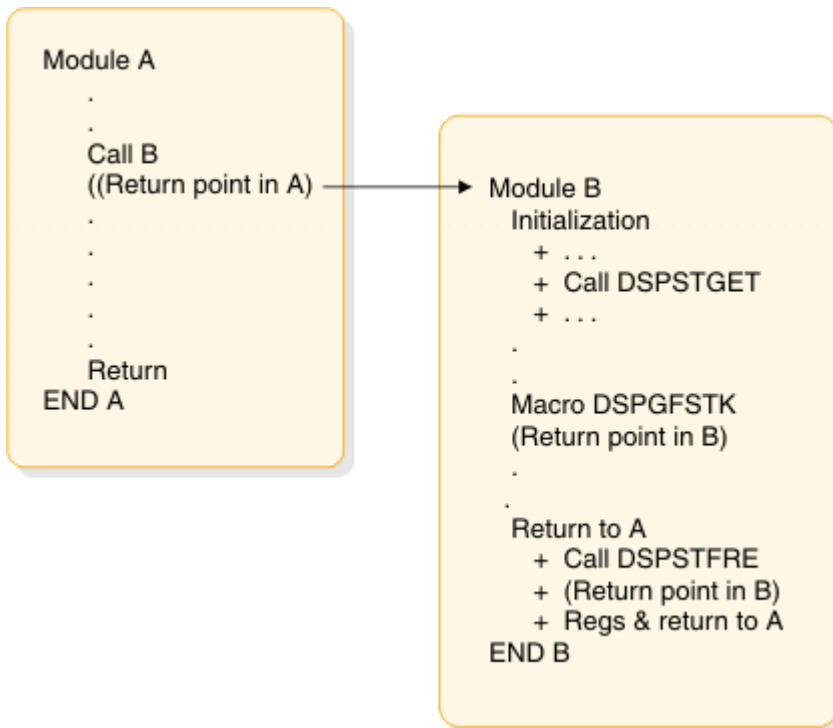 Module A
.
.
Call B
((Return point in A)
.
.
.
.
.
Return
END A
Module B
Initialization
+ . . .
+ Call DSPSTGET
+ . . .
.
.
Macro DSPGFSTK
(Return point in B)
.
.
Return to A
+ Call DSPSTFRE
+ (Return point in B)
+ Regs & return to A
END B